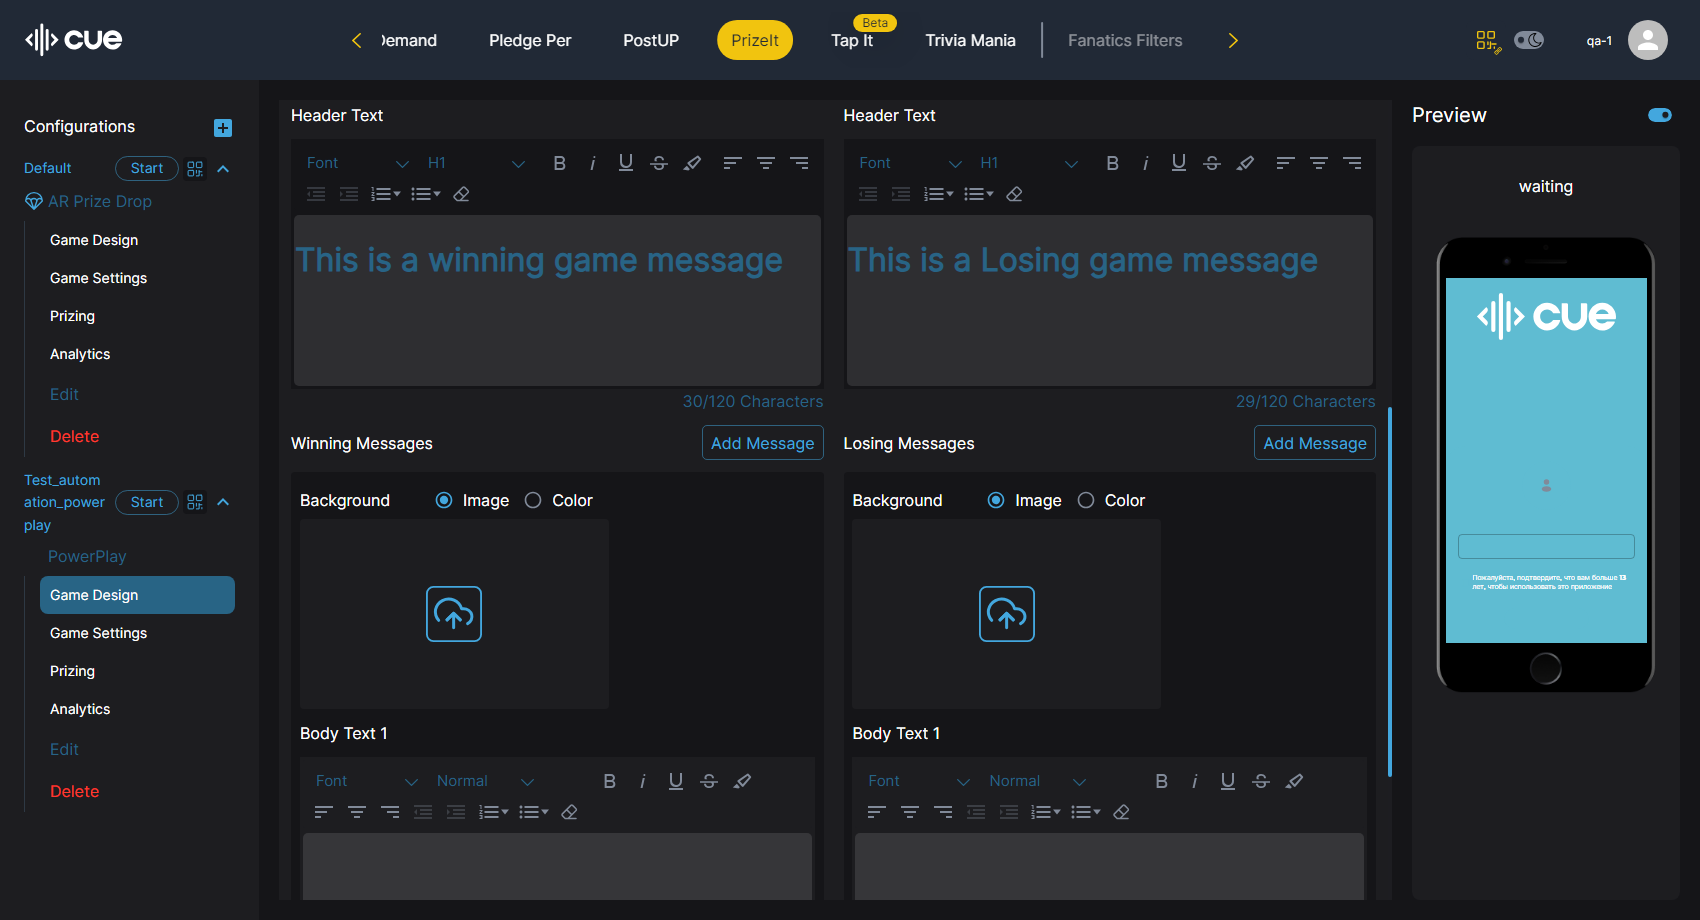 cue
Demand
Pledge Per
PostUP
PrizeIt
Beta
Tap It
Trivia Mania
Fanatics Filters
qa-1
Configurations
Default
Start
AR Prize Drop
Game Design
Game Settings
Prizing
Analytics
Edit
Delete
Test_autom
ation_power
play
Start
PowerPlay
Game Design
Game Settings
Prizing
Analytics
Edit
Delete
Header Text
Font
H1
This is a winning game message
30/120 Characters
Winning Messages
Add Message
Background
Image
Color
Body Text 1
Font
Normal
Header Text
Font
H1
This is a Losing game message
29/120 Characters
Losing Messages
Add Message
Background
Image
Color
Body Text 1
Font
Normal
Preview
waiting
cue
Пожалуйста, подтвердите, что вам больше 13
лет, чтобы использовать это приложение